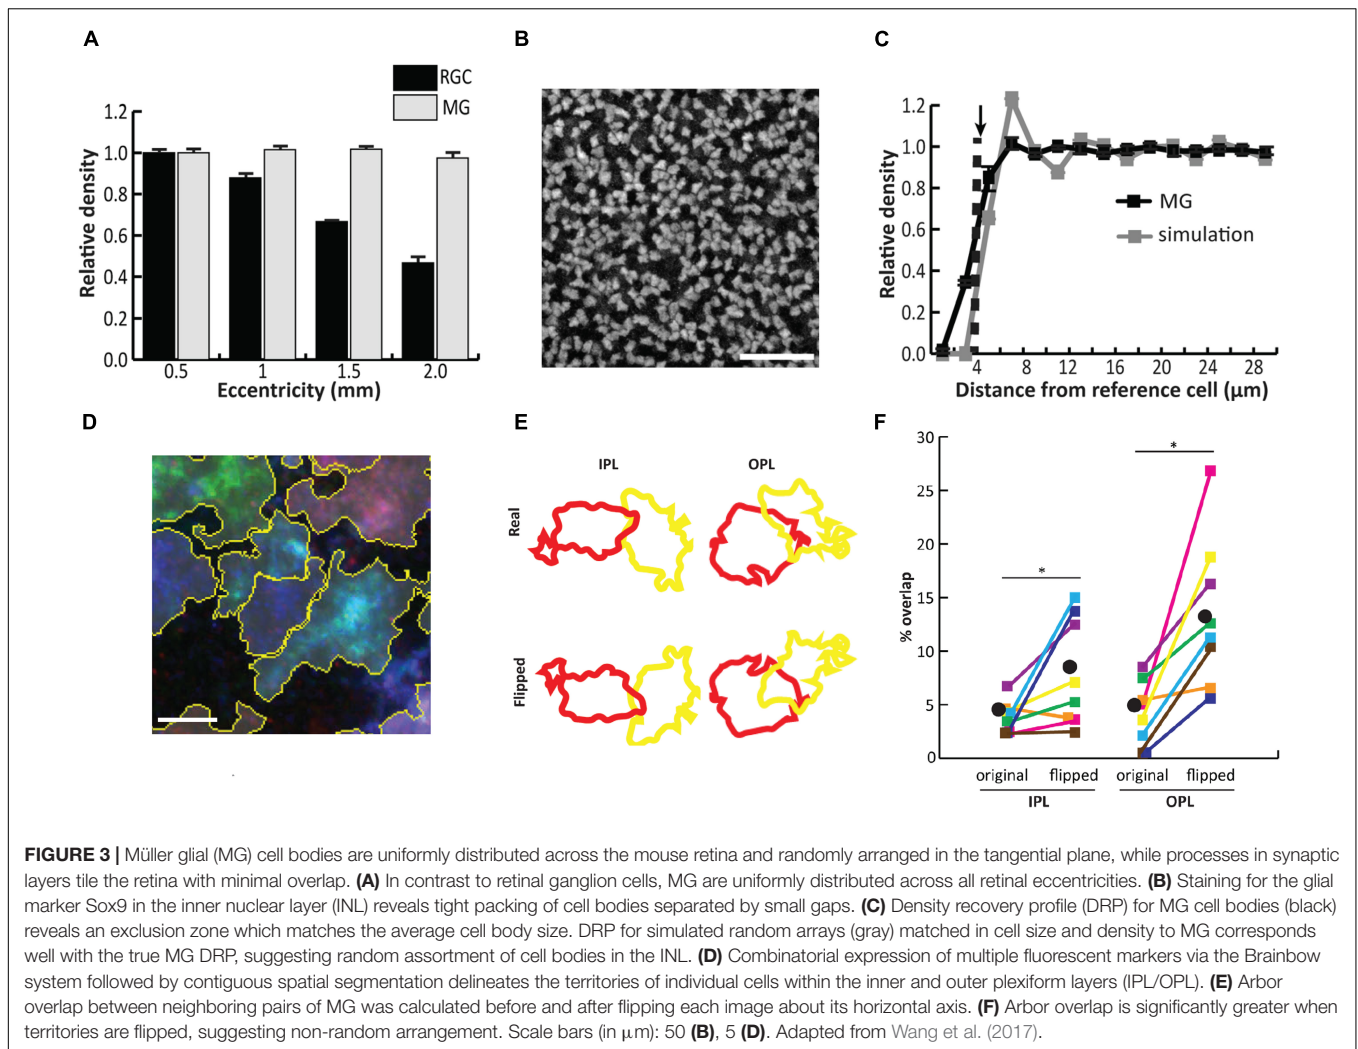 A
RGC
MG
Relative density
1.2
1.0
0.8
0.6
0.4
0.2
0.0
0.5 1 1.5 2.0
Eccentricity (mm)
B
C
Relative density
1.2
1.0
0.8
0.6
0.4
0.2
0.0
MG
simulation
4 8 12 16 20 24 28
Distance from reference cell (μm)
D
E
IPL OPL
Real
Flipped
F
% overlap
30
25
20
15
10
5
0
*
*
original flipped original flipped
IPL OPL
FIGURE 3 | Müller glial (MG) cell bodies are uniformly distributed across the mouse retina and randomly arranged in the tangential plane, while processes in synaptic
layers tile the retina with minimal overlap. (A) In contrast to retinal ganglion cells, MG are uniformly distributed across all retinal eccentricities. (B) Staining for the glial
marker Sox9 in the inner nuclear layer (INL) reveals tight packing of cell bodies separated by small gaps. (C) Density recovery profile (DRP) for MG cell bodies (black)
reveals an exclusion zone which matches the average cell body size. DRP for simulated random arrays (gray) matched in cell size and density to MG corresponds
well with the true MG DRP, suggesting random assortment of cell bodies in the INL. (D) Combinatorial expression of multiple fluorescent markers via the Brainbow
system followed by contiguous spatial segmentation delineates the territories of individual cells within the inner and outer plexiform layers (IPL/OPL). (E) Arbor
overlap between neighboring pairs of MG was calculated before and after flipping each image about its horizontal axis. (F) Arbor overlap is significantly greater when
territories are flipped, suggesting non-random arrangement. Scale bars (in μm): 50 (B), 5 (D). Adapted from Wang et al. (2017).